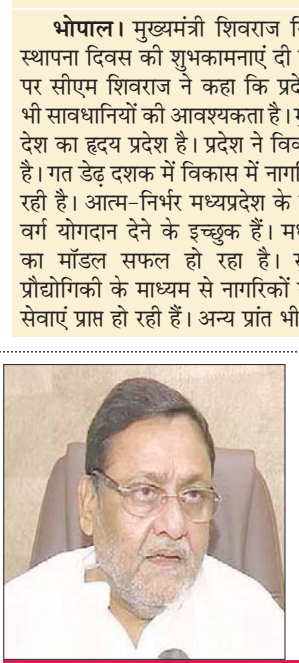 भोपाल। मुख्यमंत्री शिवराज
स्थापना दिवस की शुभकामनाएं दी
पर सीएम शिवराज ने कहा कि
भी सावधानियों की आवश्यकता है।
देश का हृदय प्रदेश है। प्रदेश ने
है। गत डेढ़ दशक में विकास में
रही है। आत्म-निर्भर मध्यप्रदेश के
वर्ग योगदान देने के इच्छुक हैं।
का मॉडल सफल हो रहा है।
प्रौद्योगिकी के माध्यम से नागरिकों
सेवाएं प्राप्त हो रही हैं। अन्य प्रांत भी